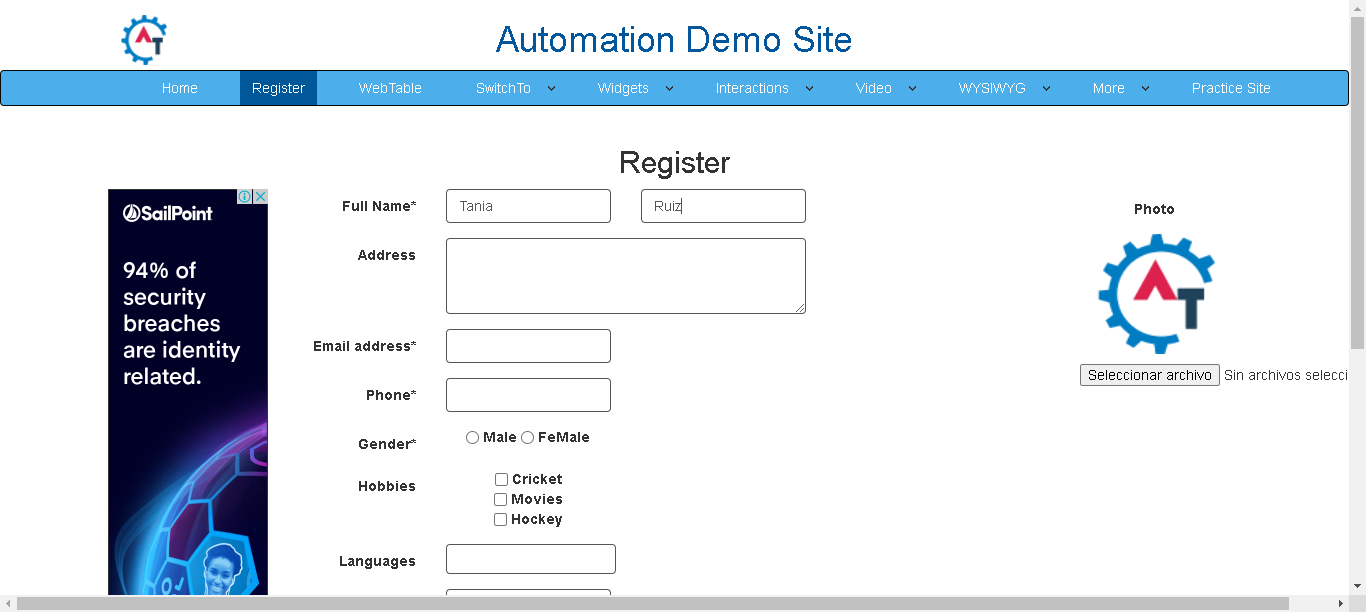 Automation Demo Site
Home Register WebTable SwitchTo Widgets Interactions Video WYSIWYG More Practice Site
Register
SailPoint
94% of
security
breaches
are identity
related.
Full Name* Tania Ruiz
Address
Email address*
Phone*
Gender* Male FeMale
Hobbies Cricket
Movies
Hockey
Languages
Photo
AT
Seleccionar archivo Sin archivos selecci